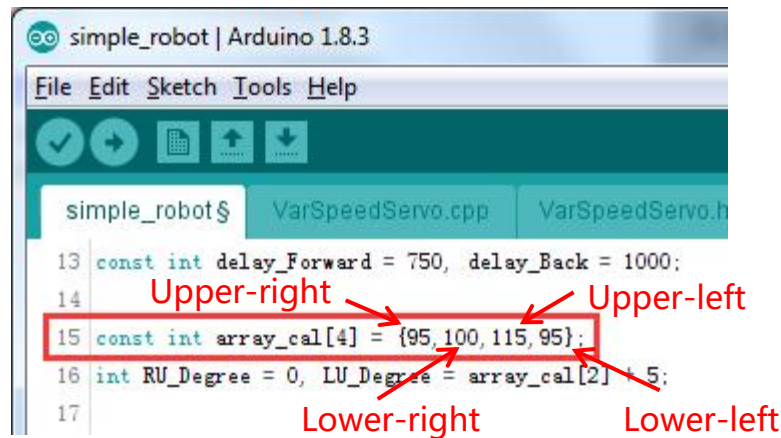 simple_robot | Arduino 1.8.3
File Edit Sketch Tools Help
simple_robot § VarSpeedServo.cpp VarSpeedServo.h
13 const int delay_Forward = 750, delay_Back = 1000;
14
Upper-right Upper-left
15 const int array_cal[4] = {95, 100, 115, 95};
16 int RU_Degree = 0, LU_Degree = array_cal[2] + 5;
17
Lower-right Lower-left